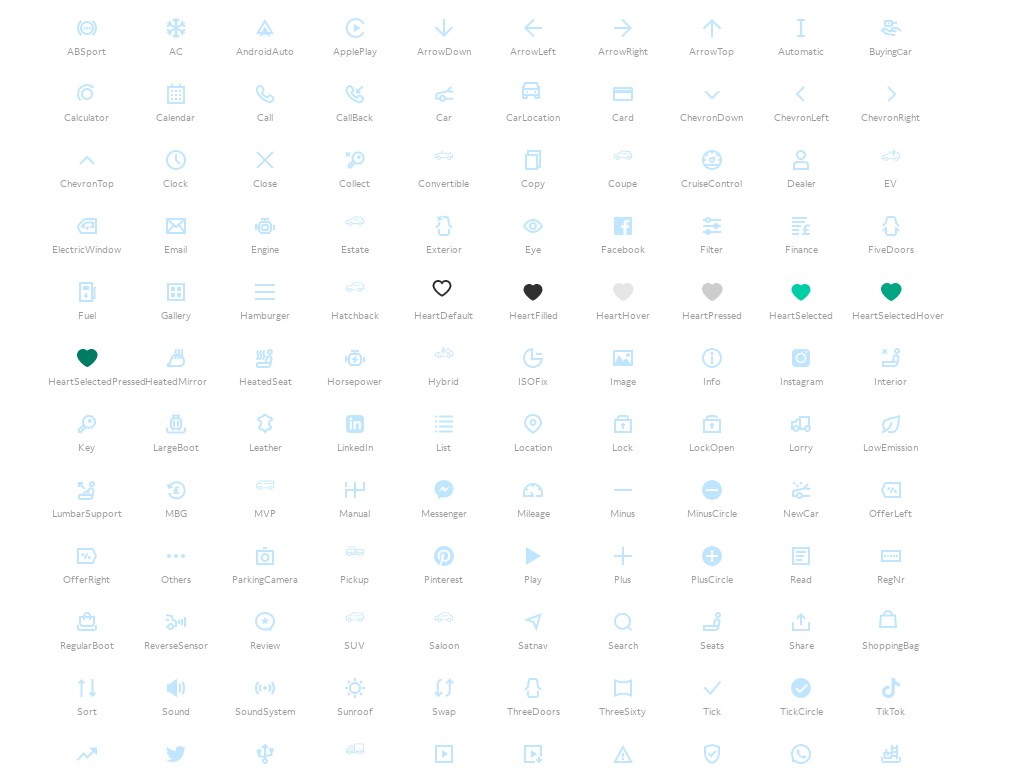 ABSport AC AndroidAuto ApplePlay ArrowDown ArrowLeft ArrowRight ArrowTop Automatic BuyingCar
Calculator Calendar Call CallBack Car CarLocation Card ChevronDown ChevronLeft ChevronRight
ChevronTop Clock Close Collect Convertible Copy Coupe CruiseControl Dealer EV
ElectricWindow Email Engine Estate Exterior Eye Facebook Filter Finance FiveDoors
Fuel Gallery Hamburger Hatchback HeartDefault HeartFilled HeartHover HeartPressed HeartSelected HeartSelectedHover
HeartSelectedPressed HeatedMirror HeatedSeat Horsepower Hybrid ISOFix Image Info Instagram Interior
Key LargeBoot Leather LinkedIn List Location Lock LockOpen Lorry LowEmission
LumbarSupport MBG MVP Manual Messenger Mileage Minus MinusCircle NewCar OfferLeft
OfferRight Others ParkingCamera Pickup Pinterest Play Plus PlusCircle Read RegNr
RegularBoot ReverseSensor Review SUV Saloon Satnav Search Seats Share ShoppingBag
Sort Sound SoundSystem Sunroof Swap ThreeDoors ThreeSixty Tick TickCircle TikTok